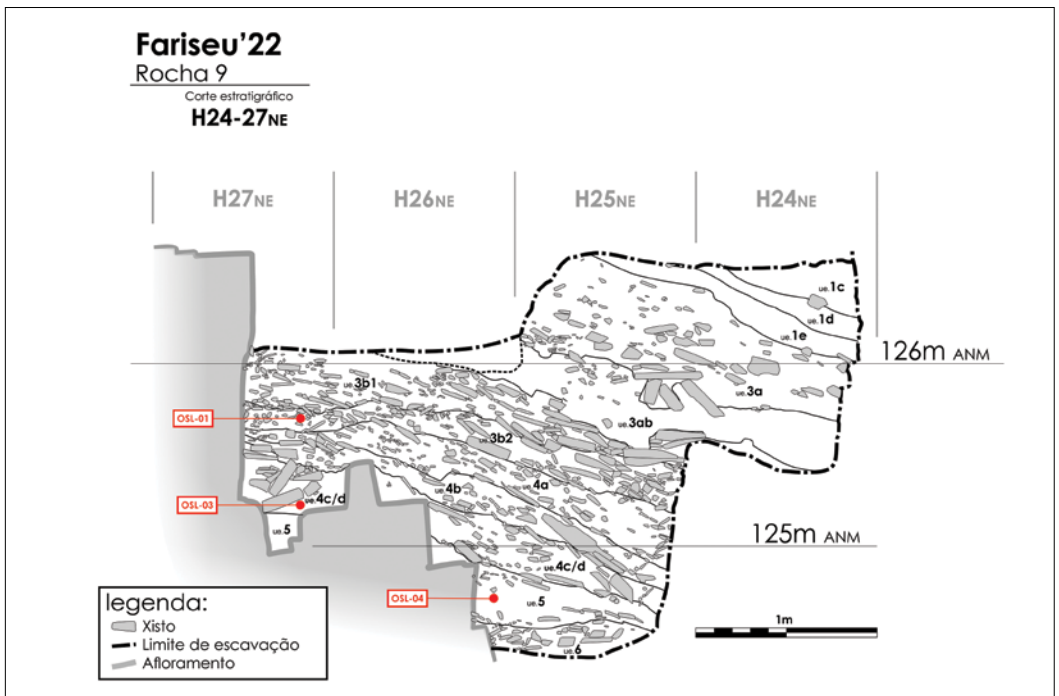 Fariseu'22
Rocha 9
Corte estratigráfico
H24-27NE
H27NE
H26NE
H25NE
H24NE
ue.1c
ue.1d
ue.1e
126m ANM
ue.3b1
ue.3a
OSL-01
ue.3ab
ue.3b2
ue.4a
ue.4b
OSL-03
ue.4c/d
ue.5
125m ANM
ue.4c/d
OSL-04
ue.5
ue.6
1m
legenda:
Xisto
Limite de escavação
Afloramento